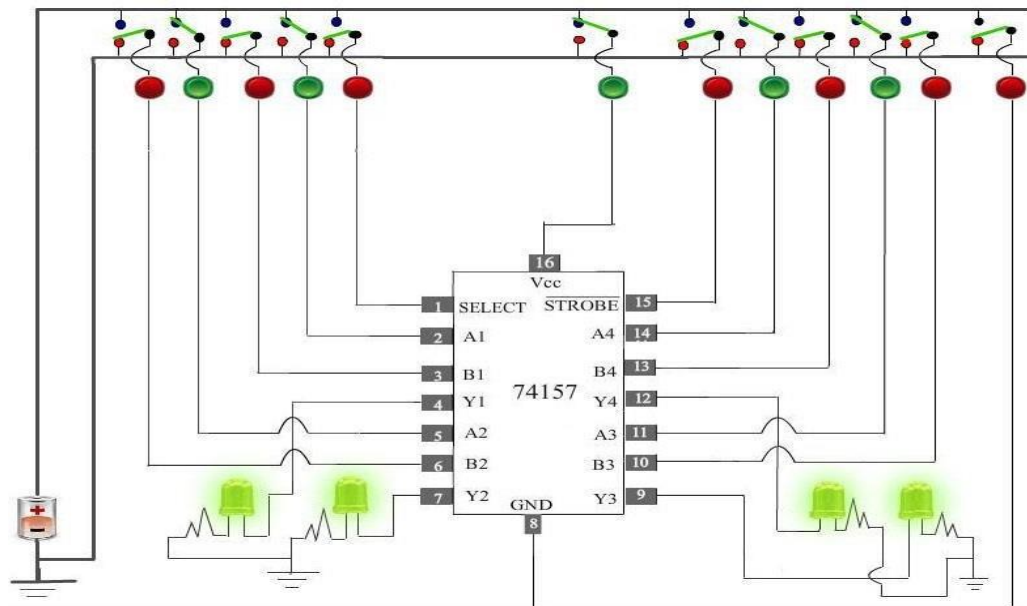 16
Vcc
1 SELECT STROBE 15
2 A1 A4 14
3 B1 B4 13
4 Y1 74157 Y4 12
5 A2 A3 11
6 B2 B3 10
7 Y2 Y3 9
GND
8
+
-